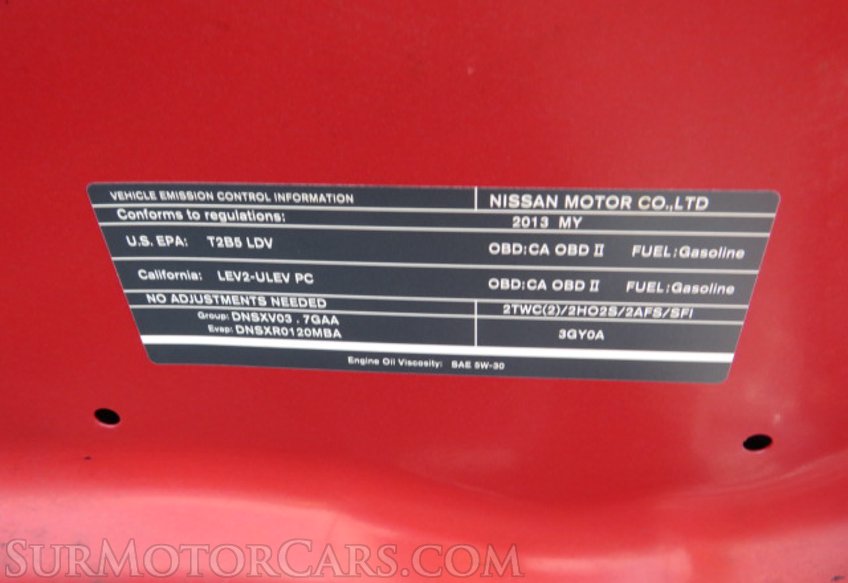 VEHICLE EMISSION CONTROL INFORMATION
NISSAN MOTOR CO.,LTD
Conforms to regulations:
2013 MY
U.S. EPA: T2B5 LDV OBD:CA OBD II FUEL:Gasoline
California: LEV2-ULEV PC OBD:CA OBD II FUEL:Gasoline
NO ADJUSTMENTS NEEDED
2TWC(2)/2HO2S/2AFS/SFI
Group: DNSXV03.7GAA
Evap: DNSXR0120MBA
3GY0A
Engine Oil Viscosity: SAE 5W-30
SurMotorCars.com